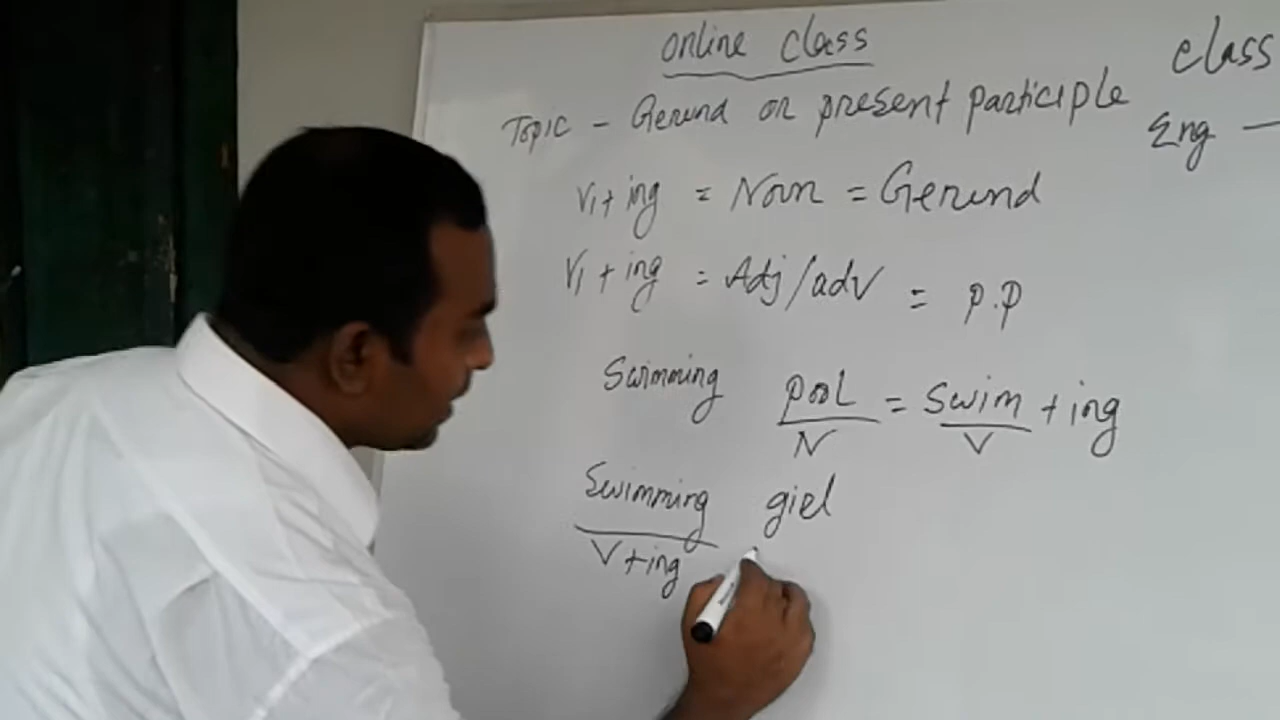 online class
class
Topic - Gerund or present participle
Eng -
V1 + ing = Noun = Gerund
V1 + ing = Adj/adv = p.p
Swimming pool = swim + ing
N V
Swimming girl
V + ing